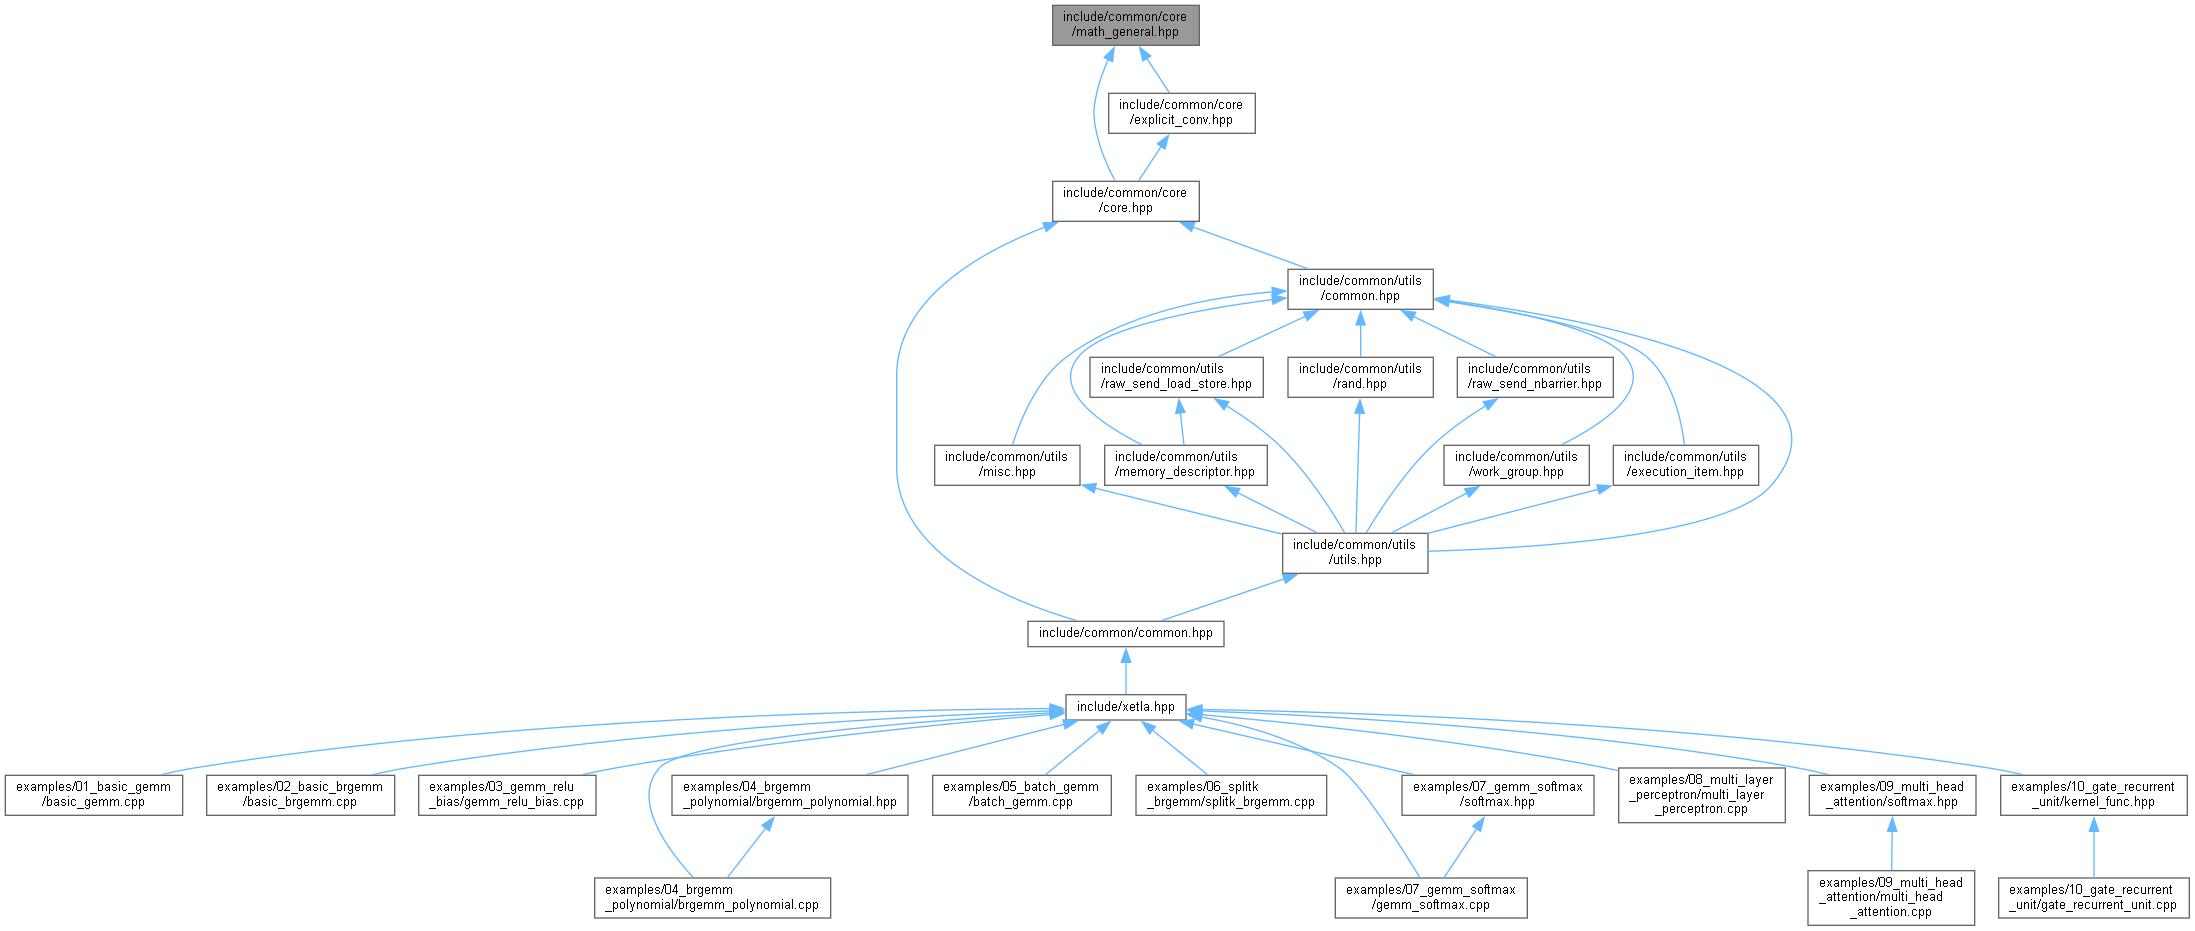 include/common/core
/math_general.hpp
include/common/core
/explicit_conv.hpp
include/common/core
/core.hpp
include/common/utils
/common.hpp
include/common/utils
/raw_send_load_store.hpp
include/common/utils
/rand.hpp
include/common/utils
/raw_send_nbarrier.hpp
include/common/utils
/misc.hpp
include/common/utils
/memory_descriptor.hpp
include/common/utils
/work_group.hpp
include/common/utils
/execution_item.hpp
include/common/utils
/utils.hpp
include/common/common.hpp
include/xetla.hpp
examples/01_basic_gemm
/basic_gemm.cpp
examples/02_basic_brgemm
/basic_brgemm.cpp
examples/03_gemm_relu
_bias/gemm_relu_bias.cpp
examples/04_brgemm
_polynomial/brgemm_polynomial.hpp
examples/05_batch_gemm
/batch_gemm.cpp
examples/06_splitk
_brgemm/splitk_brgemm.cpp
examples/07_gemm_softmax
/softmax.hpp
examples/08_multi_layer
_perceptron/multi_layer
_perceptron.cpp
examples/09_multi_head
_attention/softmax.hpp
examples/10_gate_recurrent
_unit/kernel_func.hpp
examples/04_brgemm
_polynomial/brgemm_polynomial.cpp
examples/07_gemm_softmax
/gemm_softmax.cpp
examples/09_multi_head
_attention/multi_head
_attention.cpp
examples/10_gate_recurrent
_unit/gate_recurrent_unit.cpp